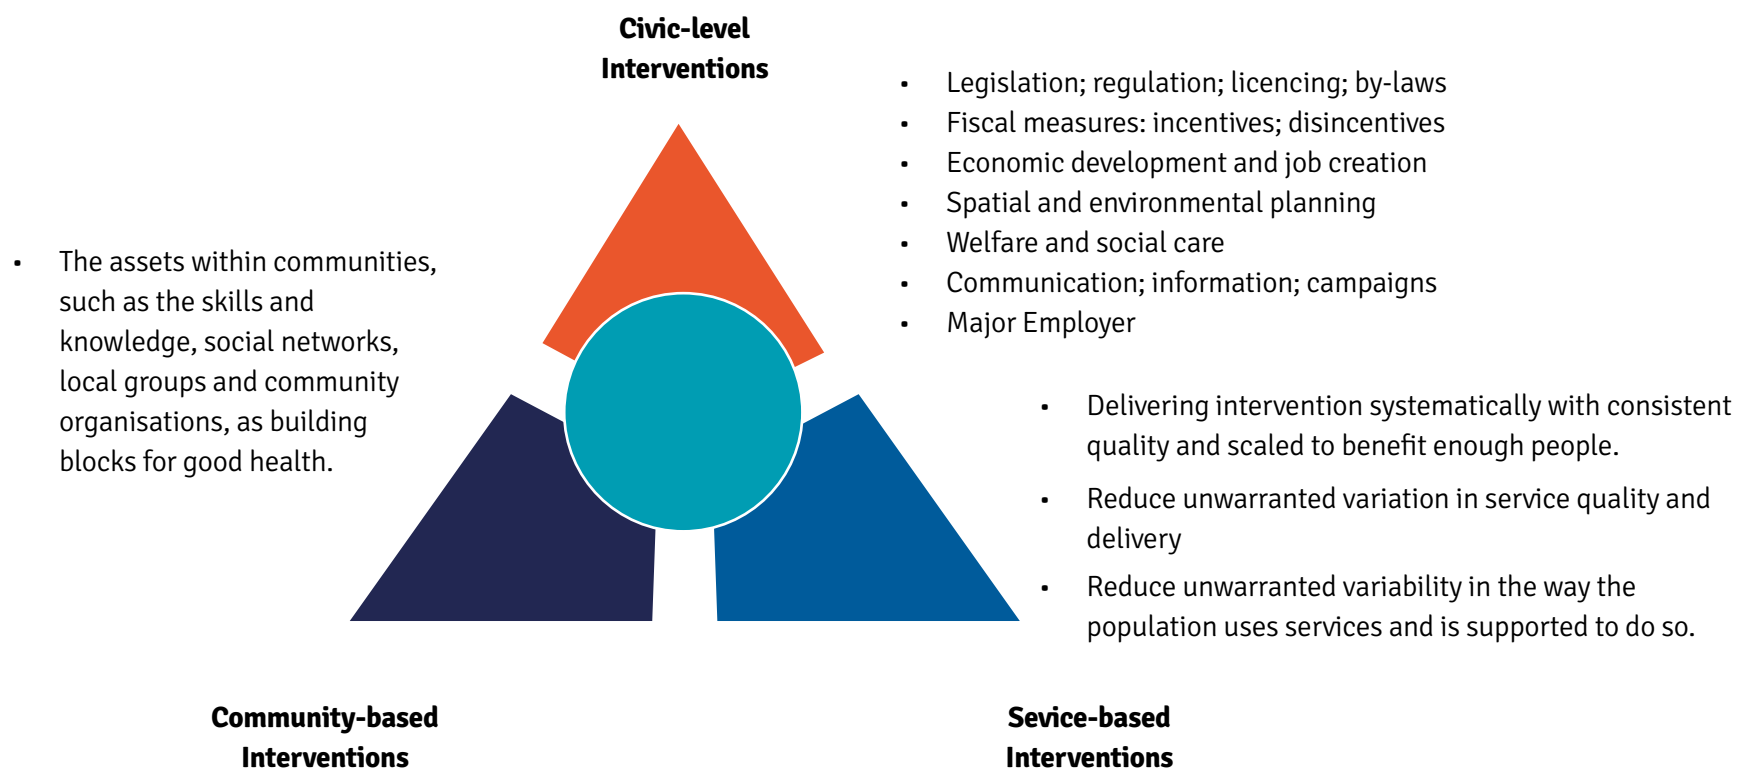 Civic-level
Interventions
• Legislation; regulation; licencing; by-laws
• Fiscal measures: incentives; disincentives
• Economic development and job creation
• Spatial and environmental planning
• Welfare and social care
• Communication; information; campaigns
• Major Employer
• The assets within communities,
such as the skills and
knowledge, social networks,
local groups and community
organisations, as building
blocks for good health.
• Delivering intervention systematically with consistent
quality and scaled to benefit enough people.
• Reduce unwarranted variation in service quality and
delivery
• Reduce unwarranted variability in the way the
population uses services and is supported to do so.
Community-based
Interventions
Sevice-based
Interventions